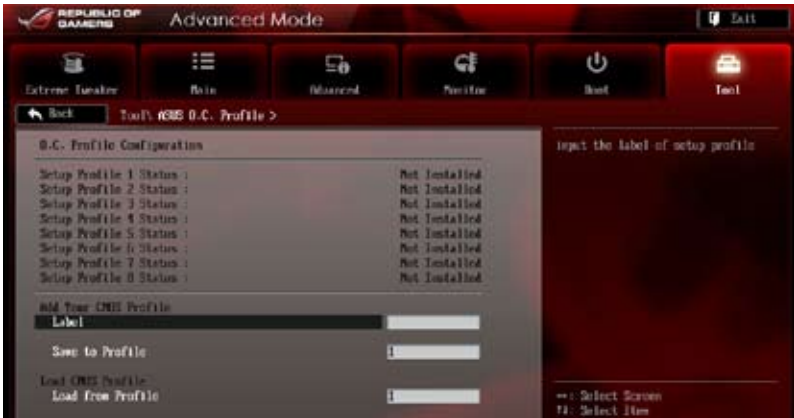 REPUBLIC OF GAMERS
Advanced Mode
Exit
Extreme Tweaker
Main
Advanced
Monitor
Boot
Tool
Back
Tool\ ASUS O.C. Profile >
O.C. Profile Configuration
input the label of setup profile
Setup Profile 1 Status : Not Installed
Setup Profile 2 Status : Not Installed
Setup Profile 3 Status : Not Installed
Setup Profile 4 Status : Not Installed
Setup Profile 5 Status : Not Installed
Setup Profile 6 Status : Not Installed
Setup Profile 7 Status : Not Installed
Setup Profile 8 Status : Not Installed
Add Your CMOS Profile
Label
Save to Profile 1
Load CMOS Profile
Load from Profile 1
→←: Select Screen
↑↓: Select Item